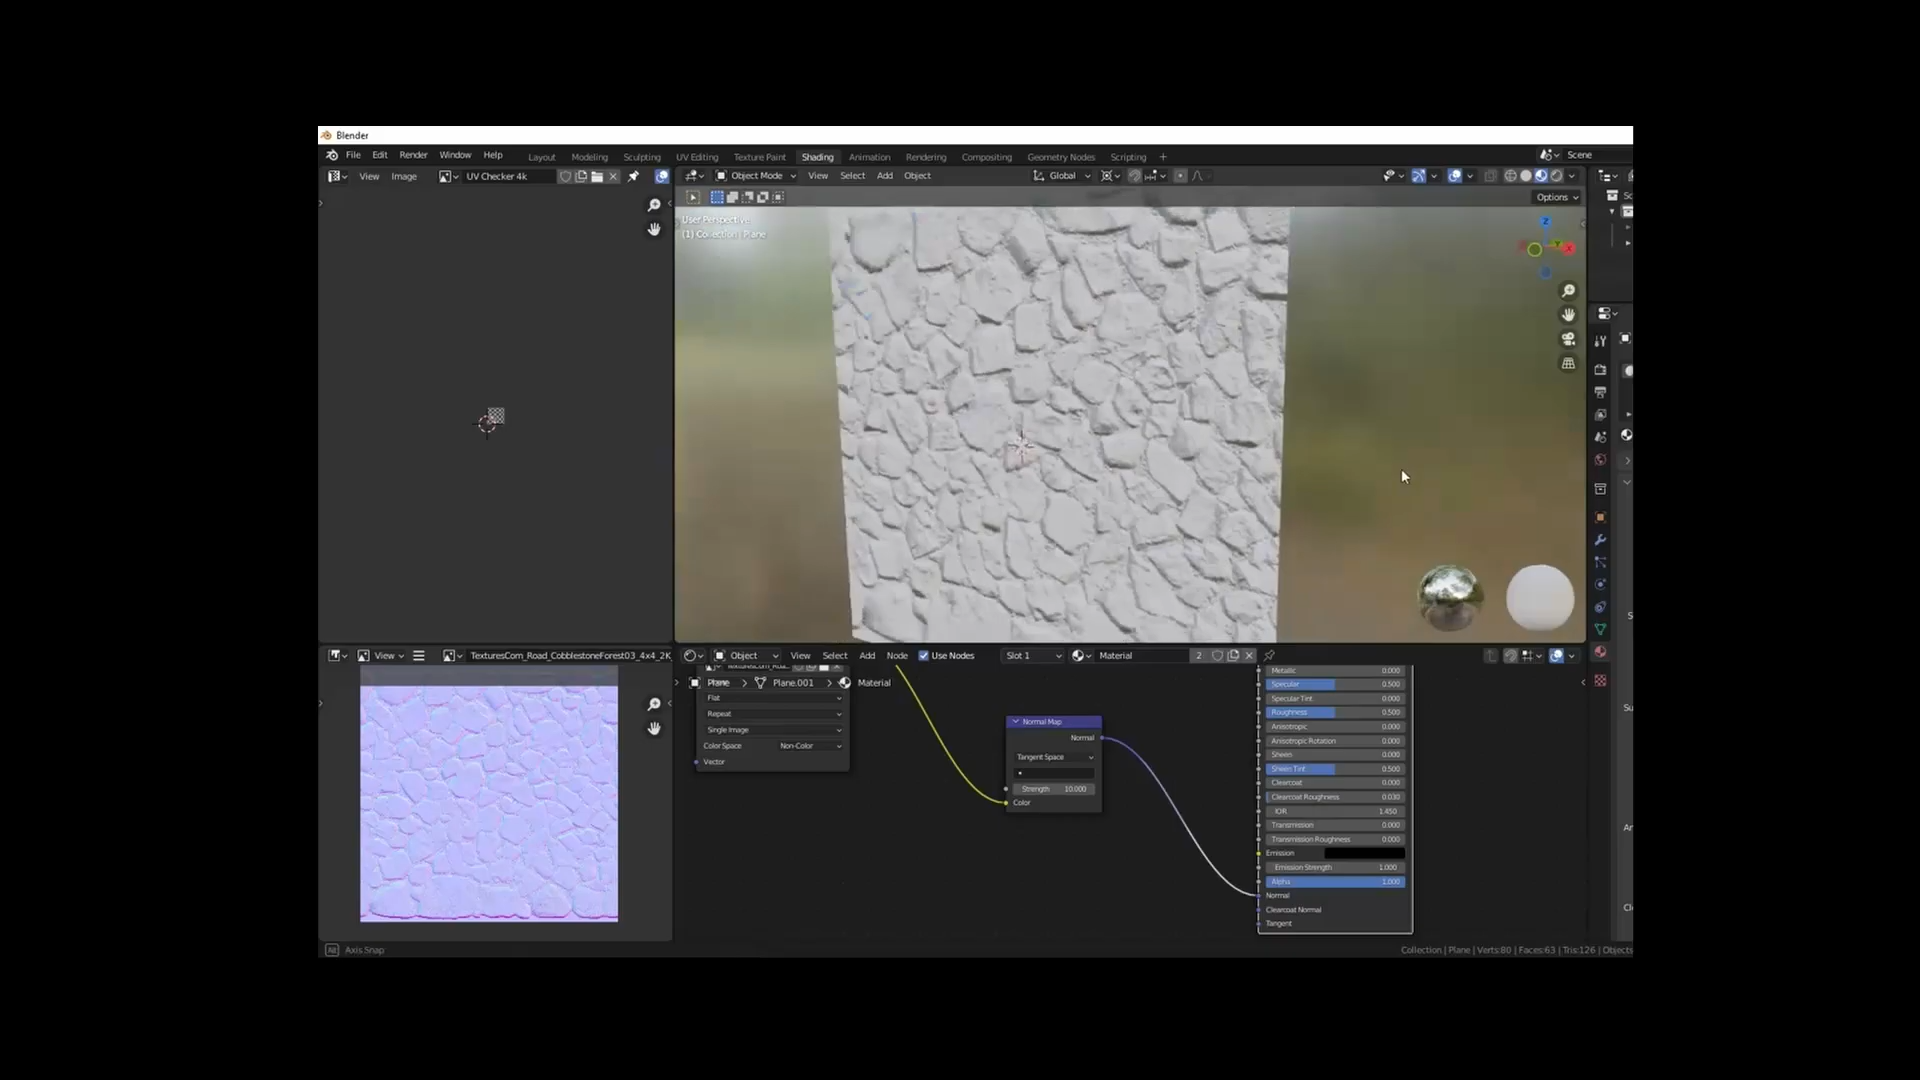 Blender
File Edit Render Window Help Layout Modeling Sculpting UV Editing Texture Paint Shading Animation Rendering Compositing Geometry Nodes Scripting + Scene
View Image UV Checker 4k
Object Mode View Select Add Object Global
Options
User Perspective
(1) Collection | Plane
Z
Y
X
View TexturesCom_Road_CobblestoneForest03_4x4_2K
Object View Select Add Node Use Nodes Slot 1 Material 2
Plane Plane.001 Material
Flat
Repeat
Single Image
Color Space Non-Color
Vector
Normal Map
Normal
Tangent Space
Strength 10.000
Color
Metallic 0.000
Specular 0.500
Specular Tint 0.000
Roughness 0.500
Anisotropic 0.000
Anisotropic Rotation 0.000
Sheen 0.000
Sheen Tint 0.500
Clearcoat 0.000
Clearcoat Roughness 0.030
IOR 1.450
Transmission 0.000
Transmission Roughness 0.000
Emission
Emission Strength 1.000
Alpha 1.000
Normal
Clearcoat Normal
Tangent
Alt Axis Snap
Collection | Plane | Verts:80 | Faces:63 | Tris:126 | Objects